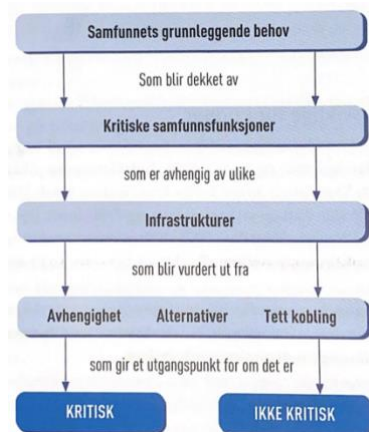 Samfunnets grunnleggende behov
Som blir dekket av
Kritiske samfunnsfunksjoner
som er avhengig av ulike
Infrastrukturer
som blir vurdert ut fra
Avhengighet Alternativer Tett kobling
som gir et utgangspunkt for om det er
KRITISK IKKE KRITISK